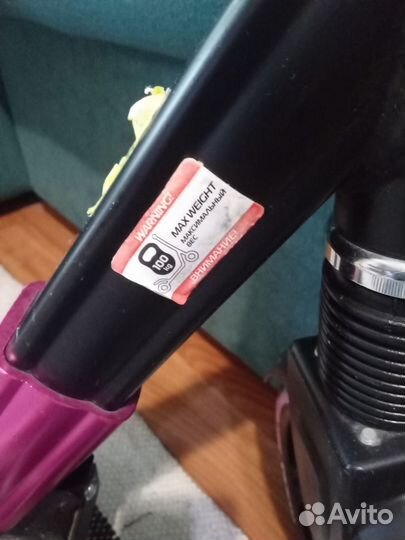 WARNING!
MAX WEIGHT
МАКСИМАЛЬНЫЙ
ВЕС
100
kg
ВНИМАНИЕ!
Avito